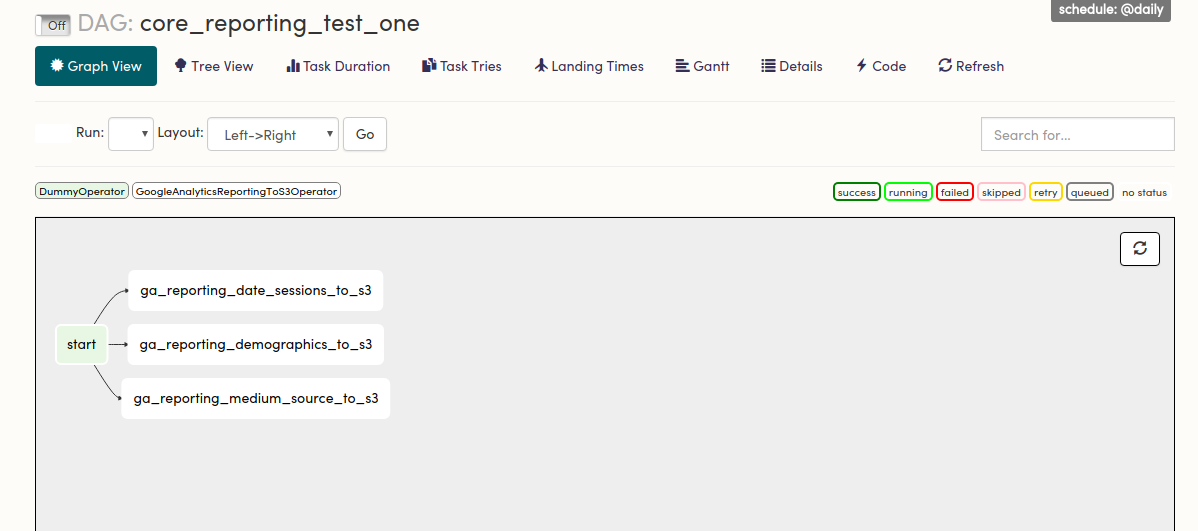 schedule: @daily
Off DAG: core_reporting_test_one
Graph View Tree View Task Duration Task Tries Landing Times Gantt Details Code Refresh
Run: Layout: Left->Right Go Search for...
DummyOperator GoogleAnalyticsReportingToS3Operator success running failed skipped retry queued no status
ga_reporting_date_sessions_to_s3
start ga_reporting_demographics_to_s3
ga_reporting_medium_source_to_s3